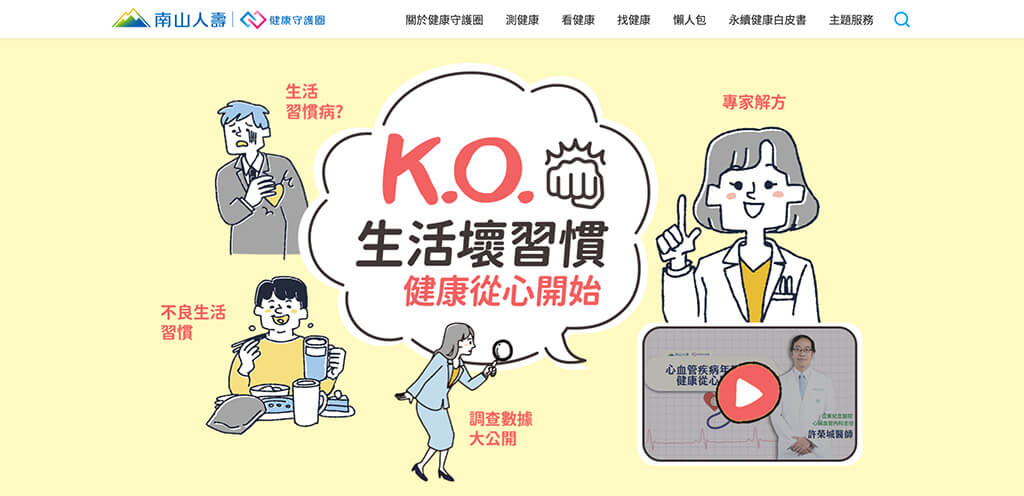 南山人壽 健康守護圈 關於健康守護圈 測健康 看健康 找健康 懶人包 永續健康白皮書 主題服務
生活
習慣病?
專家解方
K.O.
生活壞習慣
健康從心開始
不良生活
習慣
調查數據
大公開
南山人壽
心血管疾病年
健康從心
許榮城醫師